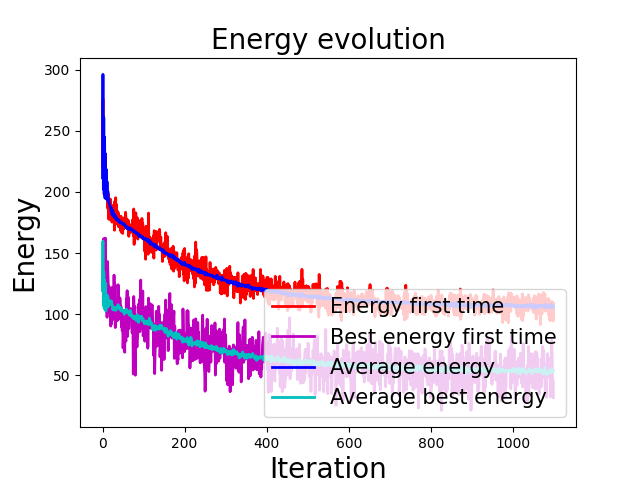 Energy evolution
300
250
200
150
100
50
Energy
Energy first time
Best energy first time
Average energy
Average best energy
0
200
400
600
800
1000
Iteration